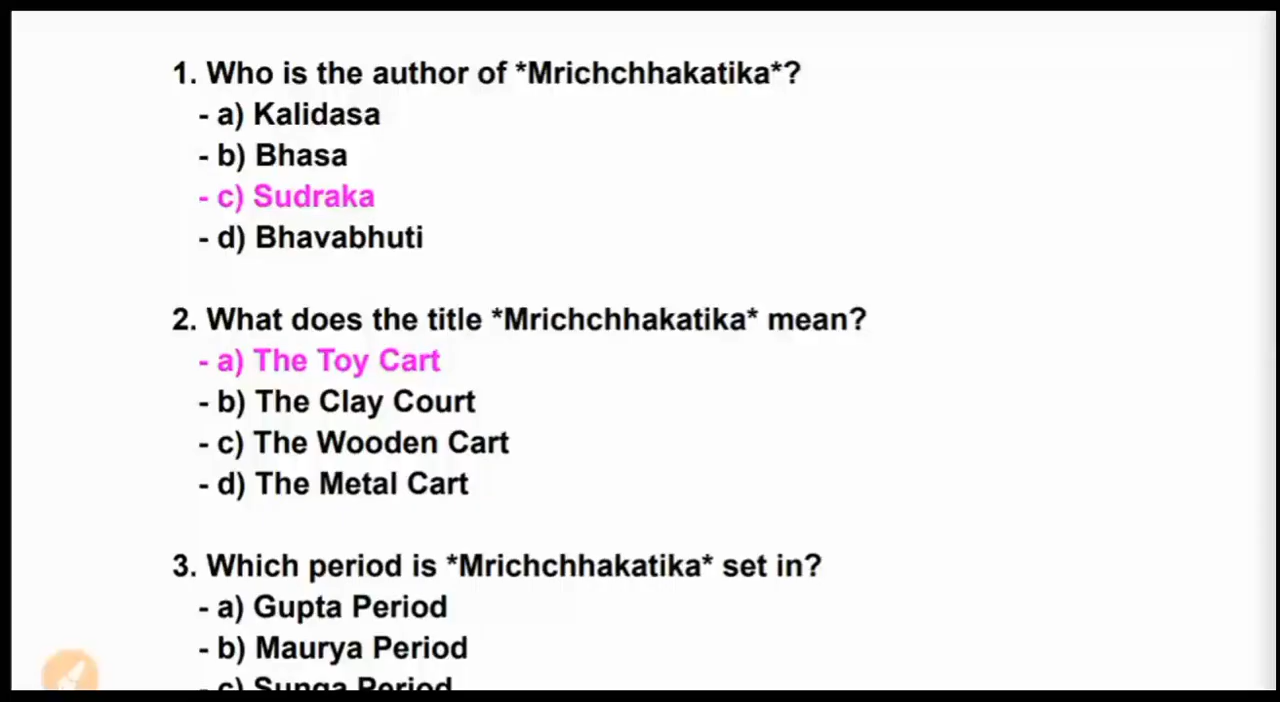 1. Who is the author of *Mrichchhakatika*?
- a) Kalidasa
- b) Bhasa
- c) Sudraka
- d) Bhavabhuti
2. What does the title *Mrichchhakatika* mean?
- a) The Toy Cart
- b) The Clay Court
- c) The Wooden Cart
- d) The Metal Cart
3. Which period is *Mrichchhakatika* set in?
- a) Gupta Period
- b) Maurya Period
- c) Sunga Period